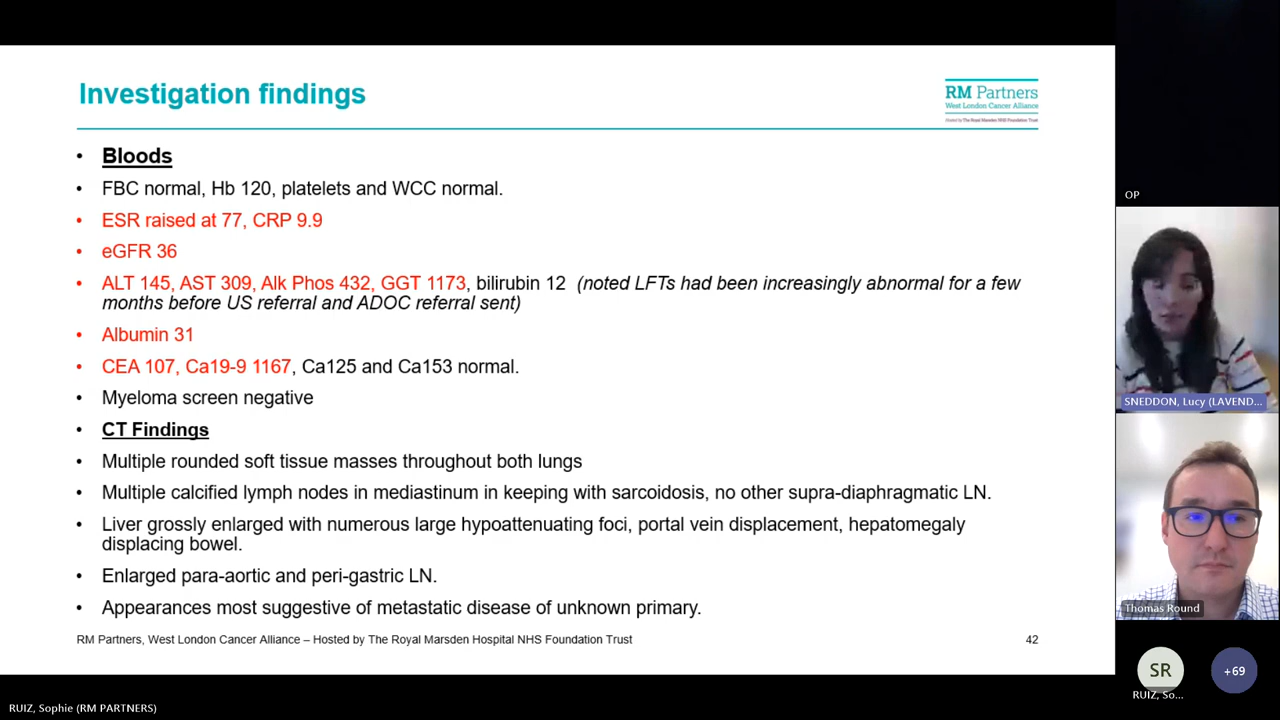 Investigation findings
RM Partners
West London Cancer Alliance
Hosted by The Royal Marsden NHS Foundation Trust
• Bloods
• FBC normal, Hb 120, platelets and WCC normal.
• ESR raised at 77, CRP 9.9
• eGFR 36
• ALT 145, AST 309, Alk Phos 432, GGT 1173, bilirubin 12 (noted LFTs had been increasingly abnormal for a few
months before US referral and ADOC referral sent)
• Albumin 31
• CEA 107, Ca19-9 1167, Ca125 and Ca153 normal.
• Myeloma screen negative
• CT Findings
• Multiple rounded soft tissue masses throughout both lungs
• Multiple calcified lymph nodes in mediastinum in keeping with sarcoidosis, no other supra-diaphragmatic LN.
• Liver grossly enlarged with numerous large hypoattenuating foci, portal vein displacement, hepatomegaly
displacing bowel.
• Enlarged para-aortic and peri-gastric LN.
• Appearances most suggestive of metastatic disease of unknown primary.
RM Partners, West London Cancer Alliance – Hosted by The Royal Marsden Hospital NHS Foundation Trust
42
OP
SNEDDON, Lucy (LAVEND...
Thomas Round
SR
+69
RUIZ, So...
RUIZ, Sophie (RM PARTNERS)